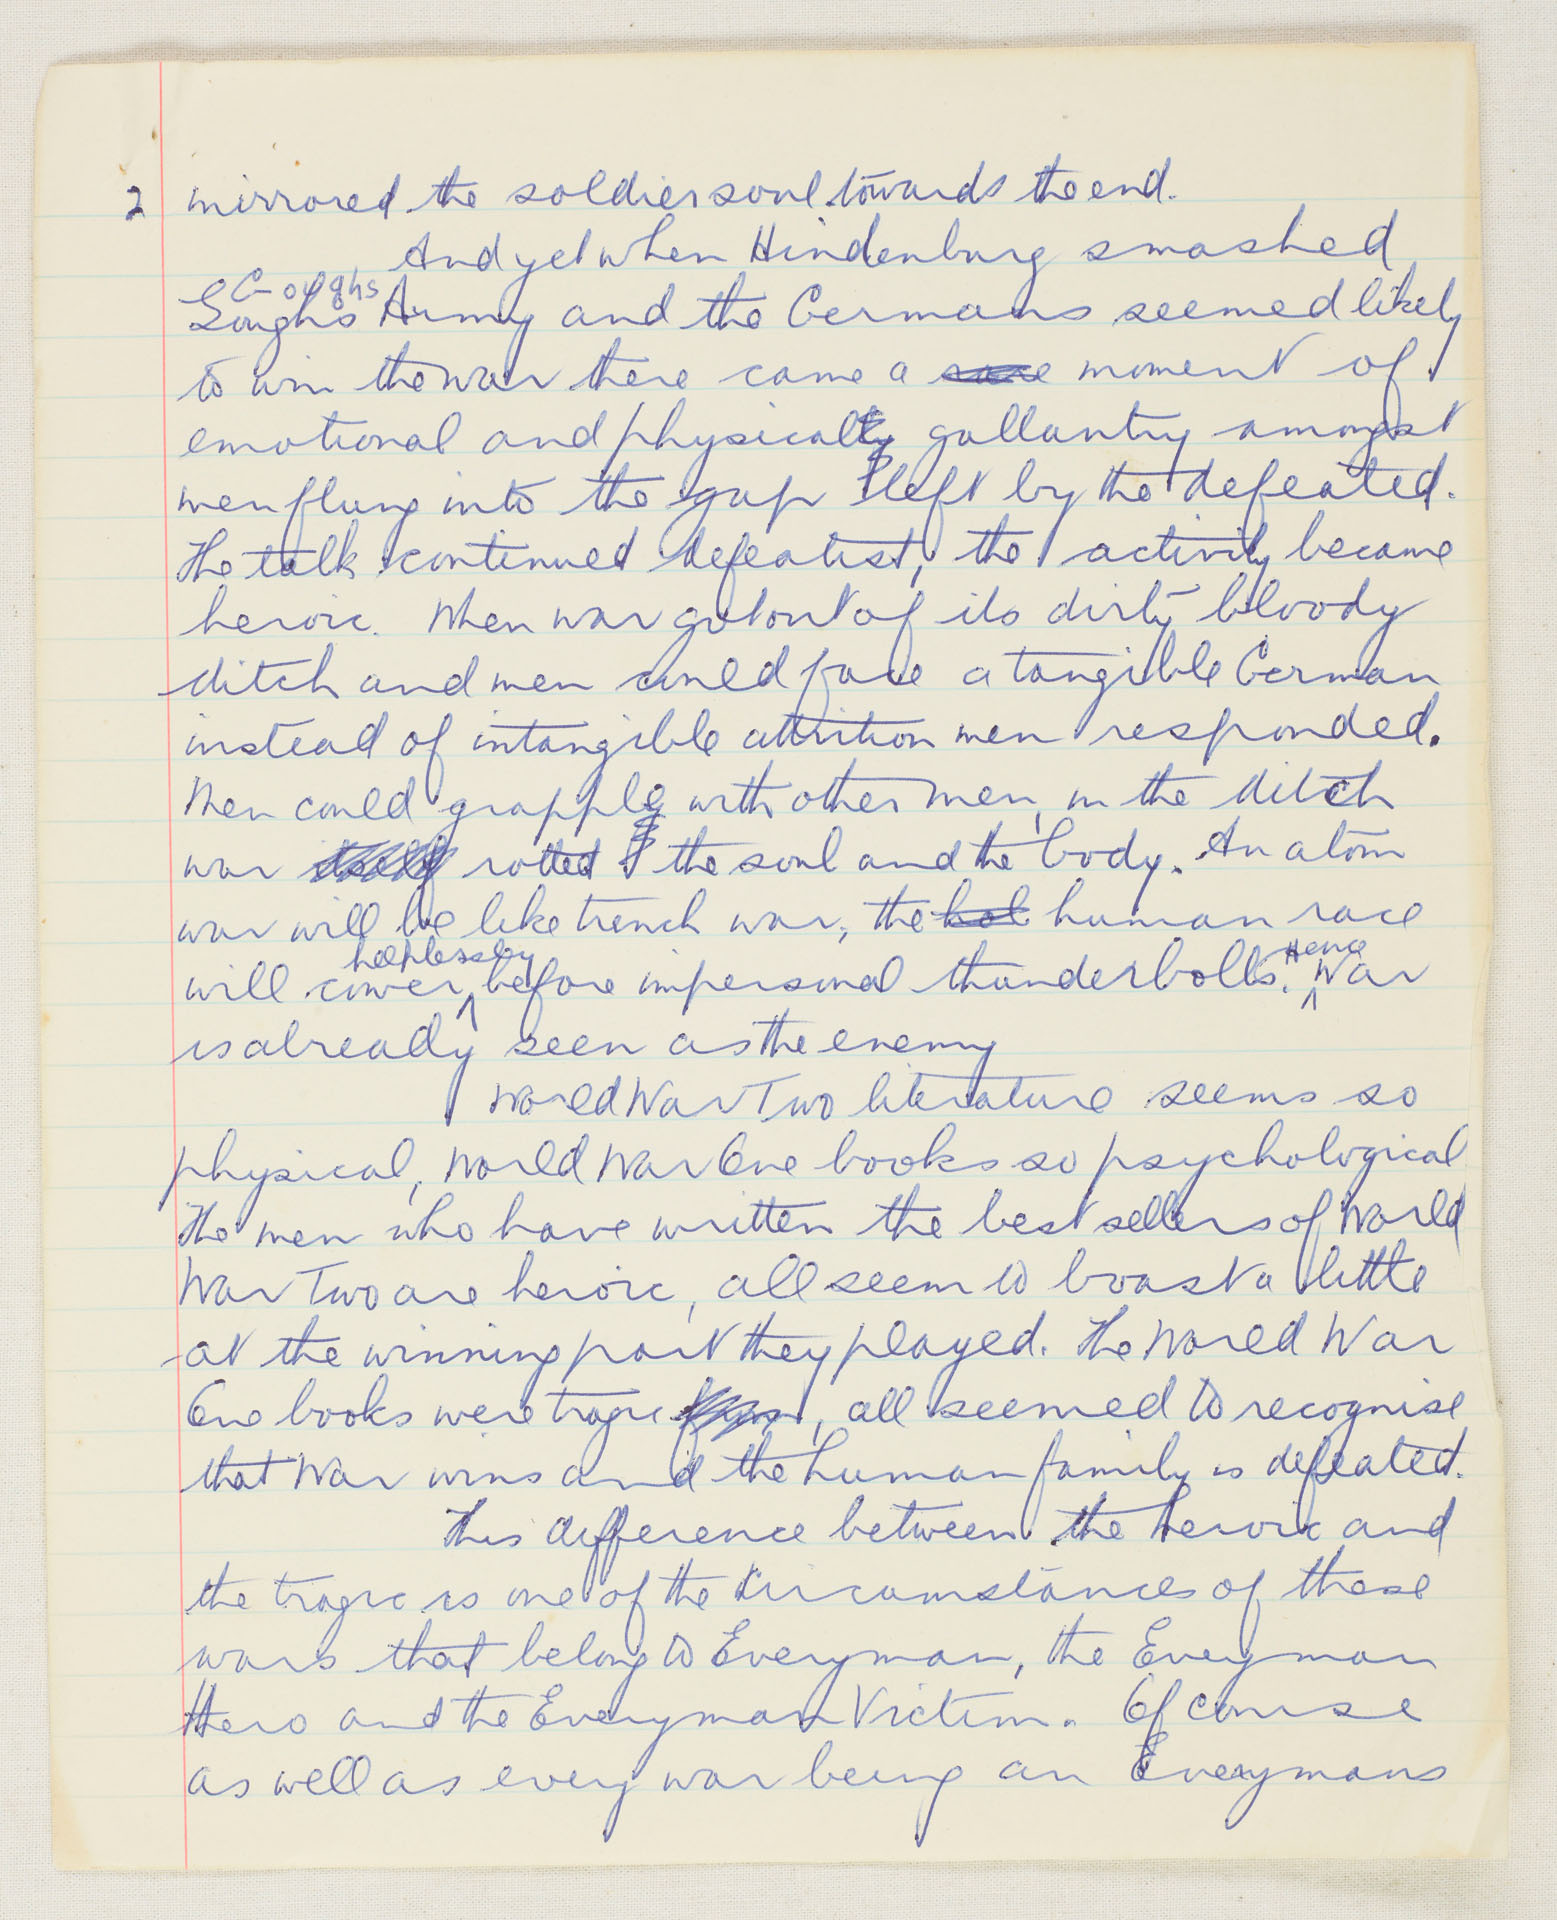 2 mirrored the soldier soul towards the end.
And yet when Hindenburg smashed
Goughs
Goughs Army and the Germans seemed likely
to win the war there came a rare moment of
emotional and physical gallantry amongst
men flung into the gap left by the defeated.
The talk continued defeatist, the activity became
heroic. When war got out of its dirty bloody
ditch and men could face a tangible German
instead of intangible attrition men responded.
Men could grapple with other men, in the ditch
war itself rotted the soul and the body. An atom
war will be like trench war, the hol human race
helplessly Hence
will cower before impersonal thunderbolts. War
is already seen as the enemy
World War Two literature seems so
physical, World War One books so psychological
The men who have written the best sellers of World
War Two are heroic, all seem to boast a little
at the winning part they played. The World War
One books were tragic , all seemed to recognise
that War wins and the human family is defeated.
This difference between the heroic and
the tragic is one of the circumstances of these
wars that belong to Everyman, the Everyman
Hero and the Everyman Victim. Of course
as well as every war being an Everymans